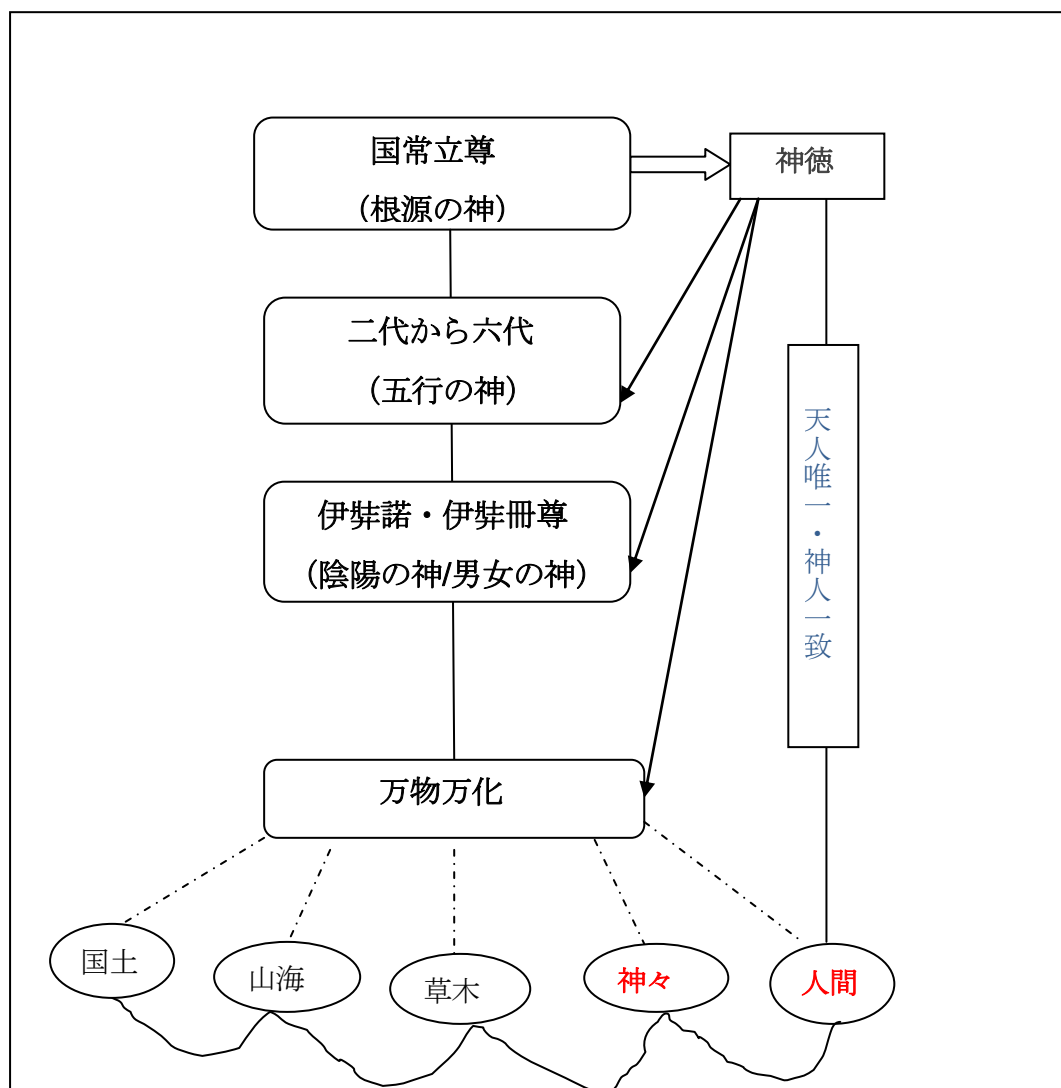 国常立尊
（根源の神）
神徳
二代から六代
（五行の神）
伊弉諾・伊弉冊尊
（陰陽の神/男女の神）
天人唯一・神人一致
万物万化
国土
山海
草木
神々
人間